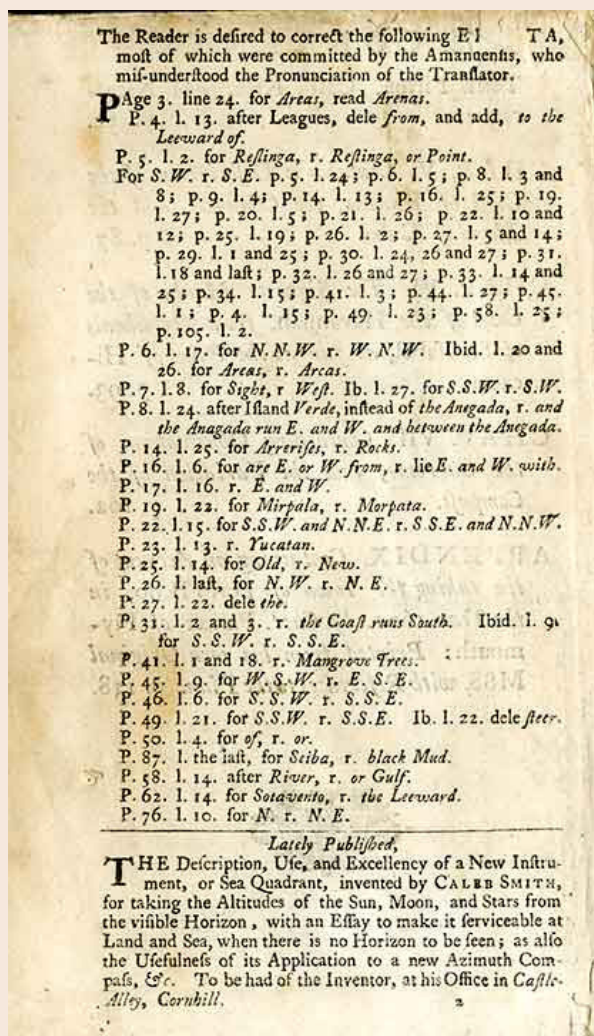 The Reader is deſired to correct the following E  TA,
moſt of which were committed by the Amanuenſis, who
miſ-underſtood the Pronunciation of the Tranſlator.
PAge 3. line 24. for Areas, read Arenas.
P. 4. l. 13. after Leagues, dele from, and add, to the
Leeward of.
P. 5. l. 2. for Reſlinga, r. Reſtinga, or Point.
For S. W. r. S. E. p. 5. l. 24; p. 6. l. 5; p. 8. l. 3 and
8; p. 9. l. 4; p. 14. l. 13; p. 16. l. 25; p. 19.
l. 27; p. 20. l. 5; p. 21. l. 26; p. 22. l. 10 and
12; p. 25. l. 19; p. 26. l. 2; p. 27. l. 5 and 14;
p. 29. l. 1 and 25; p. 30. l. 24, 26 and 27; p. 31.
l. 18 and laſt; p. 32. l. 26 and 27; p. 33. l. 14 and
25; p. 34. l. 15; p. 41. l. 3; p. 44. l. 27; p. 45.
l. 1; p. 4. l. 15; p. 49. l. 23; p. 58. l. 25;
p. 105. l. 2.
P. 6. l. 17. for N. N. W. r. W. N. W. Ibid. l. 20 and
26. for Areas, r. Arcas.
P. 7. l. 8. for Sight, r Weſt. Ib. l. 27. for S.S.W. r. S.W.
P. 8. l. 24. after Iſland Verde, inſtead of the Anegada, r. and
the Anagada run E. and W. and between the Anegada.
P. 14. l. 25. for Arreriſes, r. Rocks.
P. 16. l. 6. for are E. or W. from, r. lie E. and W. with.
P. 17. l. 16. r. E. and W.
P. 19. l. 22. for Mirpala, r. Morpata.
P. 22. l. 15. for S.S.W. and N.N.E. r. S S.E. and N.N.W.
P. 23. l. 13. r. Yucatan.
P. 25. l. 14. for Old, r. New.
P. 26. l. laſt, for N. W. r. N. E.
P. 27. l. 22. dele the.
P. 31. l. 2 and 3. r. the Coaſt runs South. Ibid. l. 9.
for S. S. W. r. S. S. E.
P. 41. l. 1 and 18. r. Mangrove Trees.
P. 45. l. 9. for W. S. W. r. E. S. E.
P. 46. l. 6. for S. S. W. r. S. S. E.
P. 49. l. 21. for S.S.W. r. S.S.E. Ib. l. 22. dele ſteer.
P. 50. l. 4. for of, r. or.
P. 87. l. the laſt, for Seiba, r. black Mud.
P. 58. l. 14. after River, r. or Gulf.
P. 62. l. 14. for Sotavento, r. the Leeward.
P. 76. l. 10. for N. r. N. E.
Lately Publiſhed,
THE Deſcription, Uſe, and Excellency of a New Inſtru-
ment, or Sea Quadrant, invented by CALEB SMITH,
for taking the Altitudes of the Sun, Moon, and Stars from
the viſible Horizon, with an Eſſay to make it ſerviceable at
Land and Sea, when there is no Horizon to be ſeen; as alſo
the Uſefulneſs of its Application to a new Azimuth Com-
paſs, &c. To be had of the Inventor, at his Office in Caſtle-
Alley, Cornhill. 2